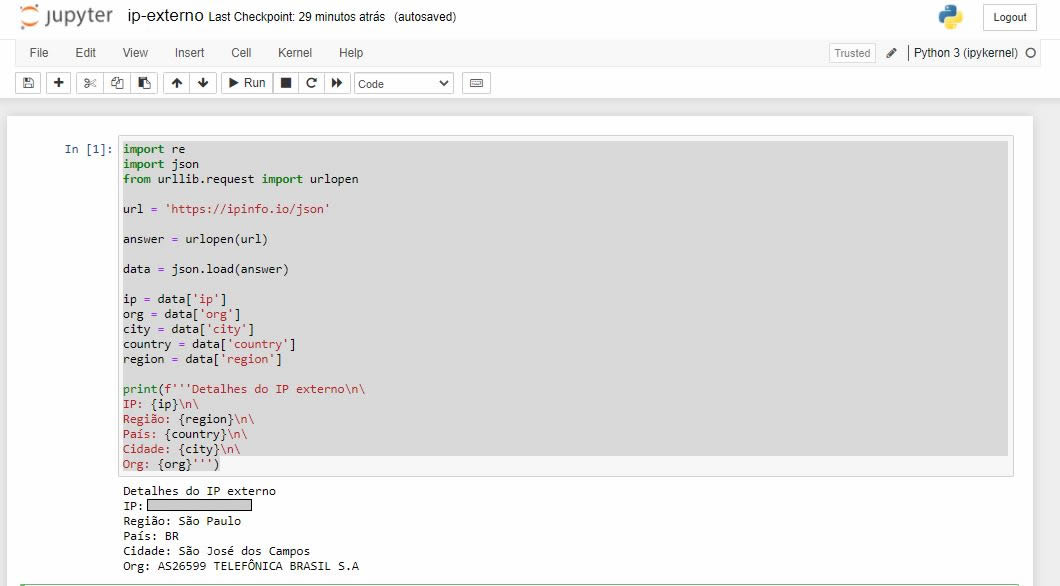 jupyter ip-externo Last Checkpoint: 29 minutos atrás (autosaved)
Logout
File Edit View Insert Cell Kernel Help
Trusted Python 3 (ipykernel)
Run Code
In [1]:
import re
import json
from urllib.request import urlopen
url = 'https://ipinfo.io/json'
answer = urlopen(url)
data = json.load(answer)
ip = data['ip']
org = data['org']
city = data['city']
country = data['country']
region = data['region']
print(f'''Detalhes do IP externo\n\
IP: {ip}\n\
Região: {region}\n\
País: {country}\n\
Cidade: {city}\n\
Org: {org}''')
Detalhes do IP externo
IP:
Região: São Paulo
País: BR
Cidade: São José dos Campos
Org: AS26599 TELEFÔNICA BRASIL S.A